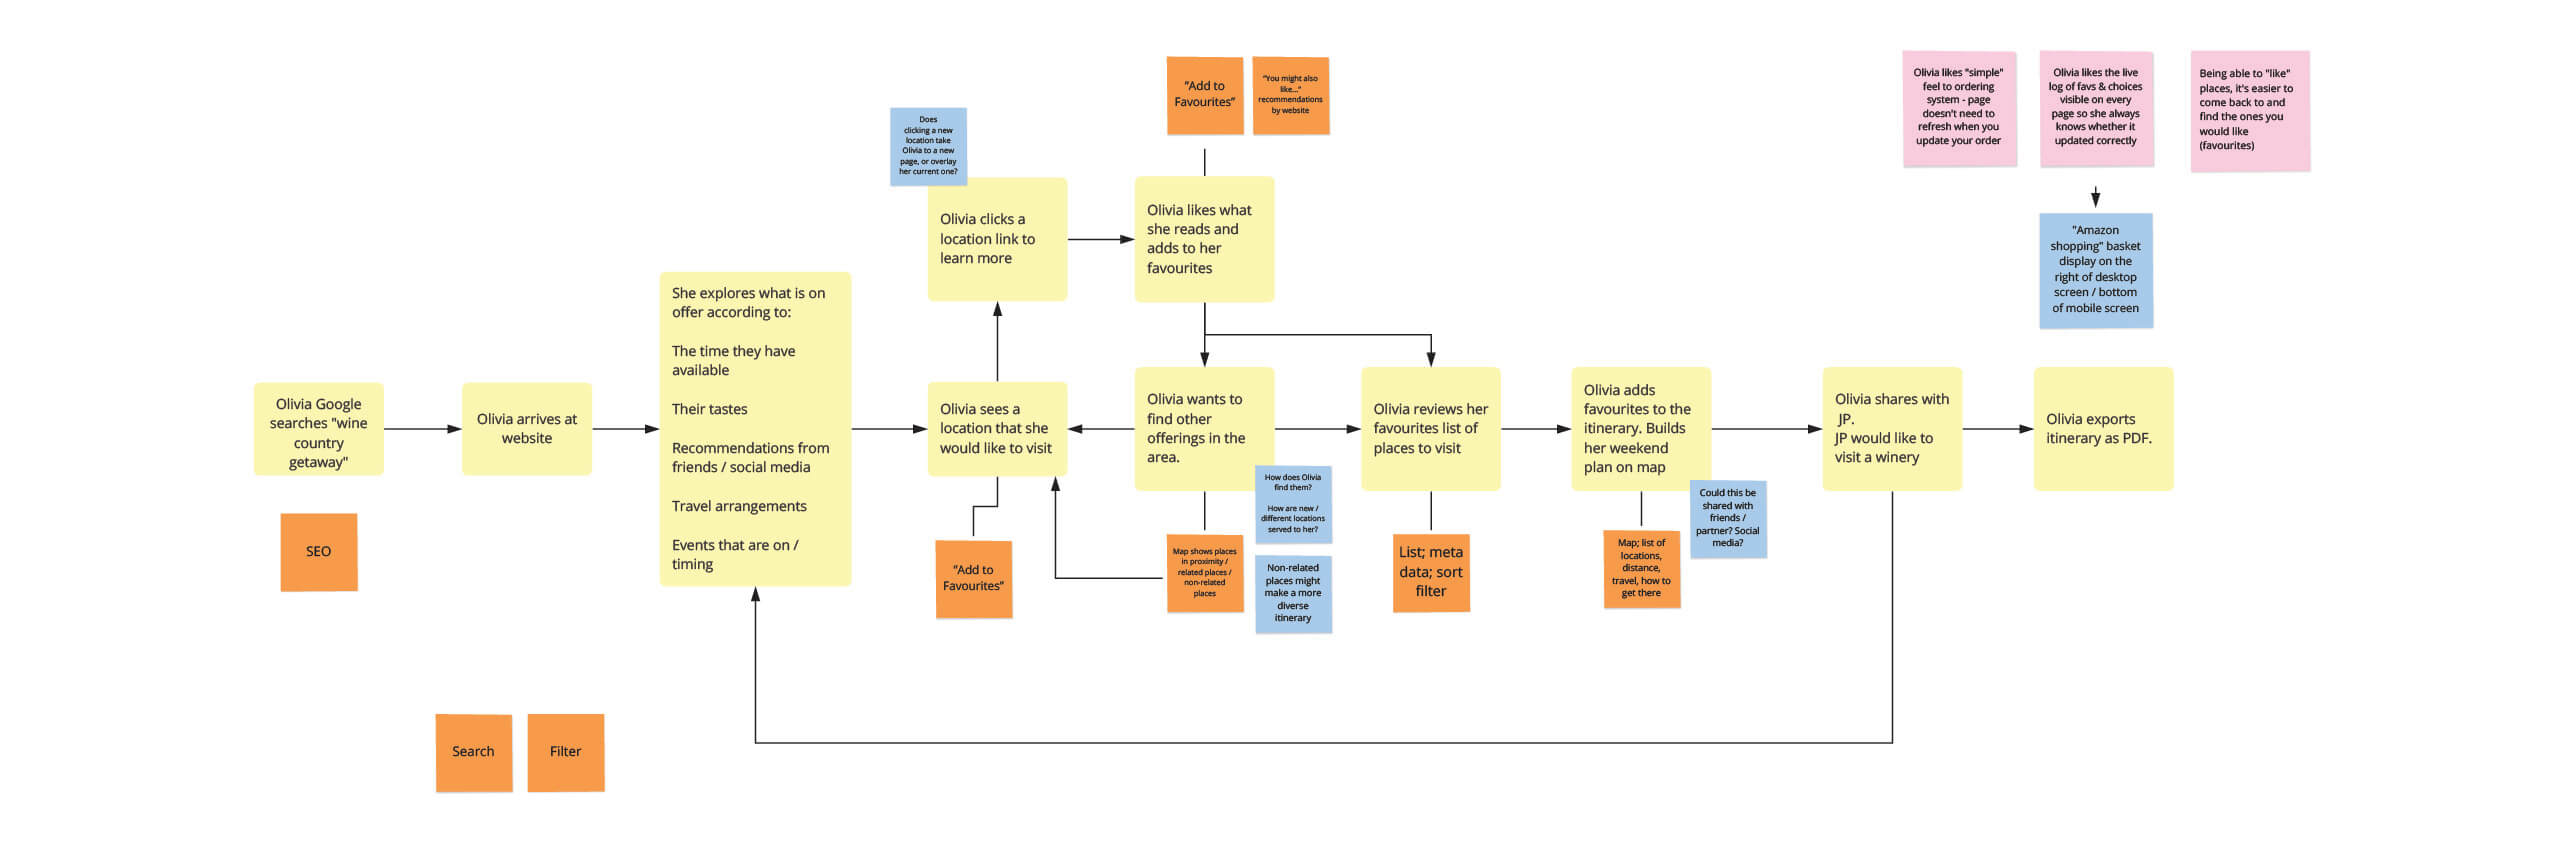 "Add to
Favourites"
"You might also
like..."
recommendations
by website
Olivia likes "simple"
feel to ordering
system - page
doesn't need to
refresh when you
update your order
Olivia likes the live
log of favs & choices
visible on every
page so she always
knows whether it
updated correctly
Being able to "like"
places, it's easier to
come back to and
find the ones you
would like
(favourites)
Does
clicking a new
location take
Olivia to a new
page, or overlay
her current one?
Olivia clicks a
location link to
learn more
Olivia likes what
she reads and
adds to her
favourites
"Amazon
shopping" basket
display on the
right of desktop
screen / bottom
of mobile screen
Olivia Google
searches "wine
country
getaway"
Olivia arrives at
website
She explores what is on
offer according to:
The time they have
available
Their tastes
Recommendations from
friends / social media
Travel arrangements
Events that are on /
timing
Olivia sees a
location that she
would like to visit
Olivia wants to
find other
offerings in the
area.
Olivia reviews her
favourites list of
places to visit
Olivia adds
favourites to the
itinerary. Builds
her weekend
plan on map
Olivia shares with
JP.
JP would like to
visit a winery
Olivia exports
itinerary as PDF.
How does Olivia
find them?
How are new /
different locations
served to her?
Could this be
shared with
friends /
partner? Social
media?
SEO
"Add to
Favourites"
Map shows places
in proximity /
related places /
non-related
places
Non-related
places might
make a more
diverse
itinerary
List; meta
data; sort
filter
Map; list of
locations,
distance,
travel, how to
get there
Search
Filter